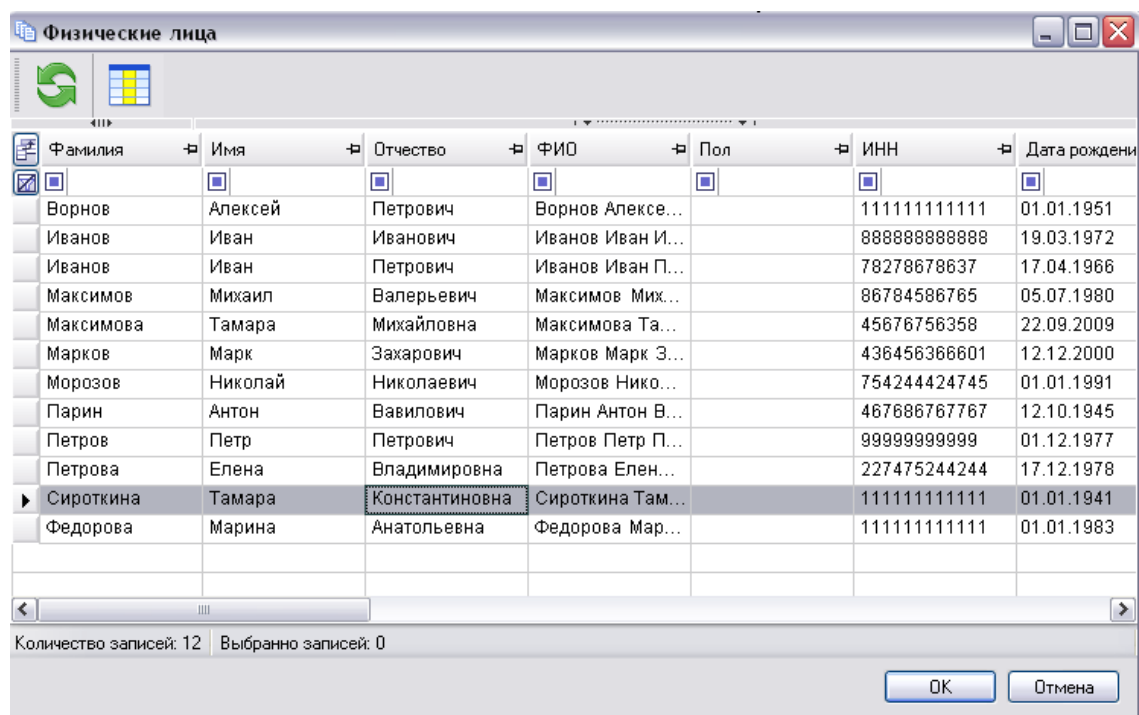 Физические лица
Фамилия Имя Отчество ФИО Пол ИНН Дата рождени
Ворнов Алексей Петрович Ворнов Алексе... 111111111111 01.01.1951
Иванов Иван Иванович Иванов Иван И... 888888888888 19.03.1972
Иванов Иван Петрович Иванов Иван П... 78278678637 17.04.1966
Максимов Михаил Валерьевич Максимов Мих... 86784586765 05.07.1980
Максимова Тамара Михайловна Максимова Та... 45676756358 22.09.2009
Марков Марк Захарович Марков Марк З... 436456366601 12.12.2000
Морозов Николай Николаевич Морозов Нико... 754244424745 01.01.1991
Парин Антон Вавилович Парин Антон В... 467686767767 12.10.1945
Петров Петр Петрович Петров Петр П... 99999999999 01.12.1977
Петрова Елена Владимировна Петрова Елен... 227475244244 17.12.1978
Сироткина Тамара Константиновна Сироткина Там... 111111111111 01.01.1941
Федорова Марина Анатольевна Федорова Мар... 111111111111 01.01.1983
Количество записей: 12 Выбранно записей: 0
OK Отмена